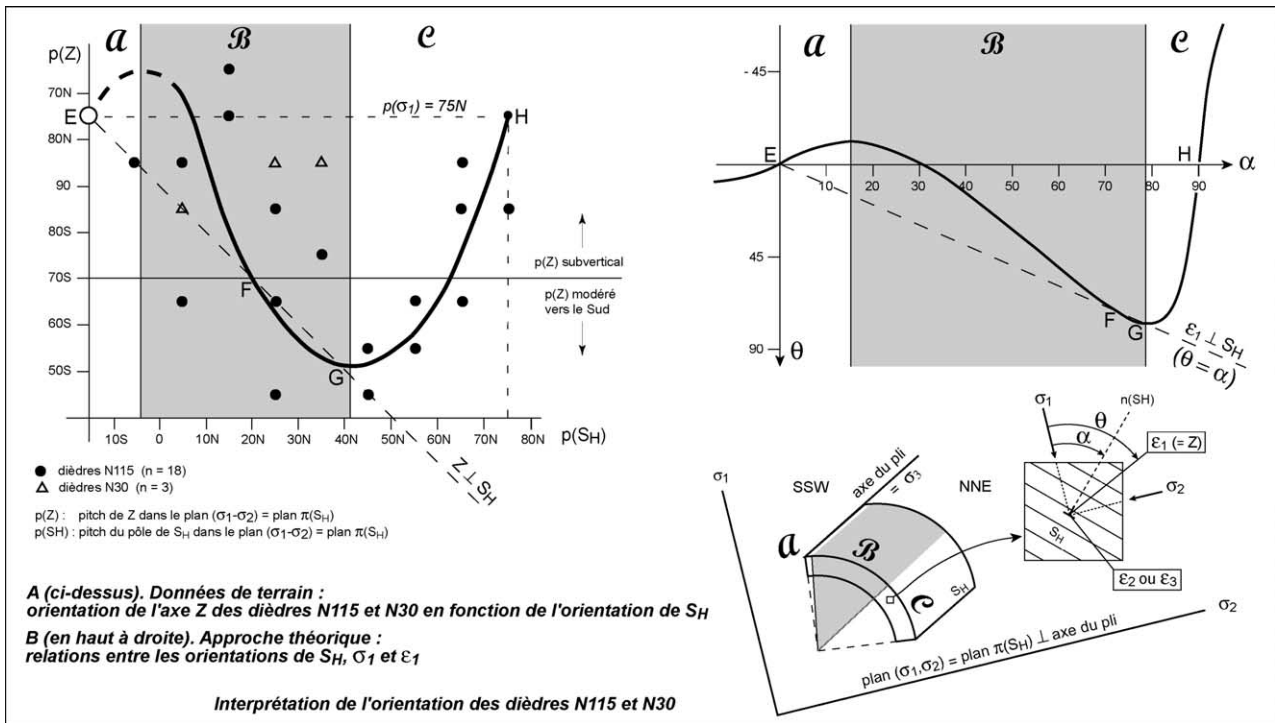 A
B
C
p(Z)
70N
E
p(σ1) = 75N
H
80N
90
80S
p(Z) subvertical
70S
F
p(Z) modéré
vers le Sud
60S
50S
G
10S 0 10N 20N 30N 40N 50N 60N 70N 80N p(SH)
Z ⊥ SH
dièdres N115 (n = 18)
dièdres N30 (n = 3)
p(Z) : pitch de Z dans le plan (σ1-σ2) = plan π(SH)
p(SH) : pitch du pôle de SH dans le plan (σ1-σ2) = plan π(SH)
A (ci-dessus). Données de terrain :
orientation de l'axe Z des dièdres N115 et N30 en fonction de l'orientation de SH
B (en haut à droite). Approche théorique :
relations entre les orientations de SH, σ1 et ε1
Interprétation de l'orientation des dièdres N115 et N30
A
B
C
- 45
E
H
α
10 20 30 40 50 60 70 80 90
45
F
G
90
θ
ε1 ⊥ SH
(θ = α)
σ1
n(SH)
θ
α
ε1 (= Z)
σ2
SH
ε2 ou ε3
σ1
SSW
axe du pli
= σ3
NNE
A
B
C
SH
σ2
plan (σ1,σ2) = plan π(SH) ⊥ axe du pli